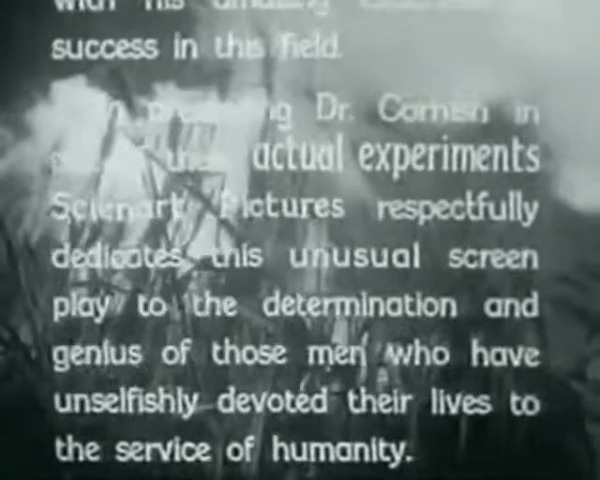 success in this field.
Dr. Cornish in
actual experiments
Scienart Pictures respectfully
dedicates this unusual screen
play to the determination and
genius of those men who have
unselfishly devoted their lives to
the service of humanity.